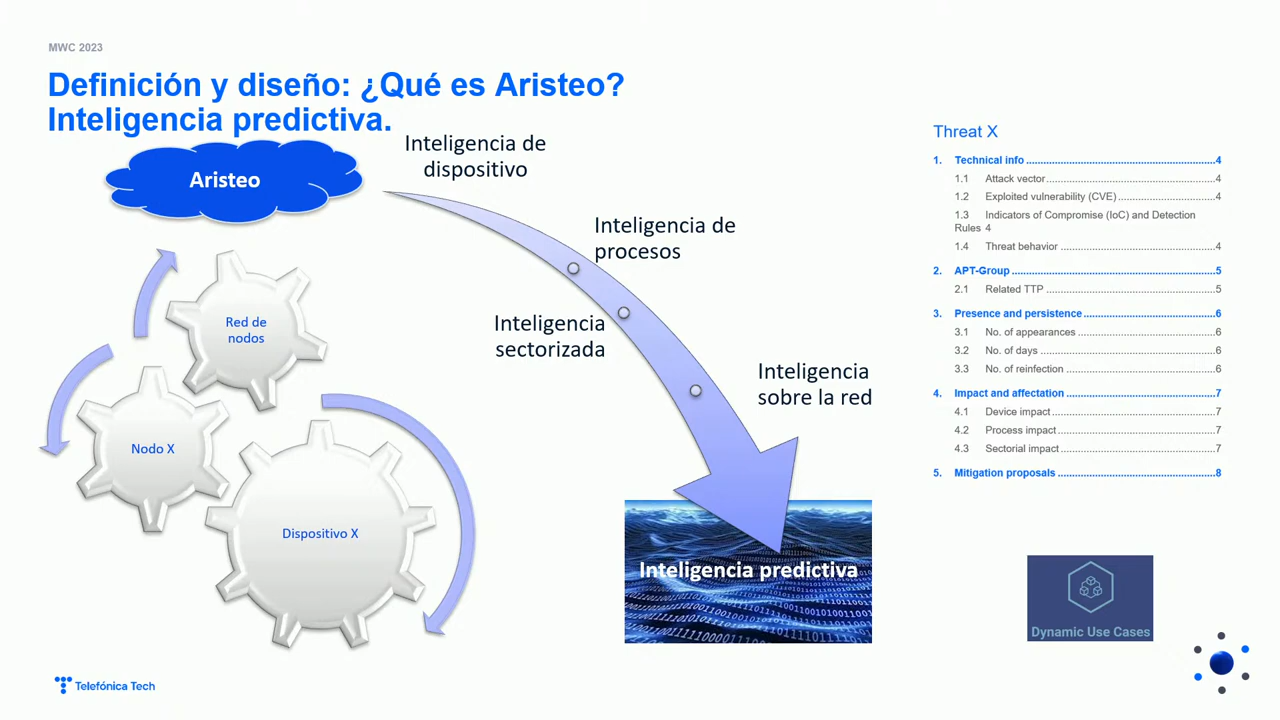 MWC 2023
Definición y diseño: ¿Qué es Aristeo?
Inteligencia predictiva.
Aristeo
Red de
nodos
Nodo X
Dispositivo X
Inteligencia de
dispositivo
Inteligencia de
procesos
Inteligencia
sectorizada
Inteligencia
sobre la red
Inteligencia predictiva
Threat X
1. Technical info ... 4
1.1 Attack vector ... 4
1.2 Exploited vulnerability (CVE) ... 4
1.3 Indicators of Compromise (IoC) and Detection
Rules 4
1.4 Threat behavior ... 4
2. APT-Group ... 5
2.1 Related TTP ... 5
3. Presence and persistence ... 6
3.1 No. of appearances ... 6
3.2 No. of days ... 6
3.3 No. of reinfection ... 6
4. Impact and affectation ... 7
4.1 Device impact ... 7
4.2 Process impact ... 7
4.3 Sectorial impact ... 7
5. Mitigation proposals ... 8
Dynamic Use Cases
Telefónica Tech